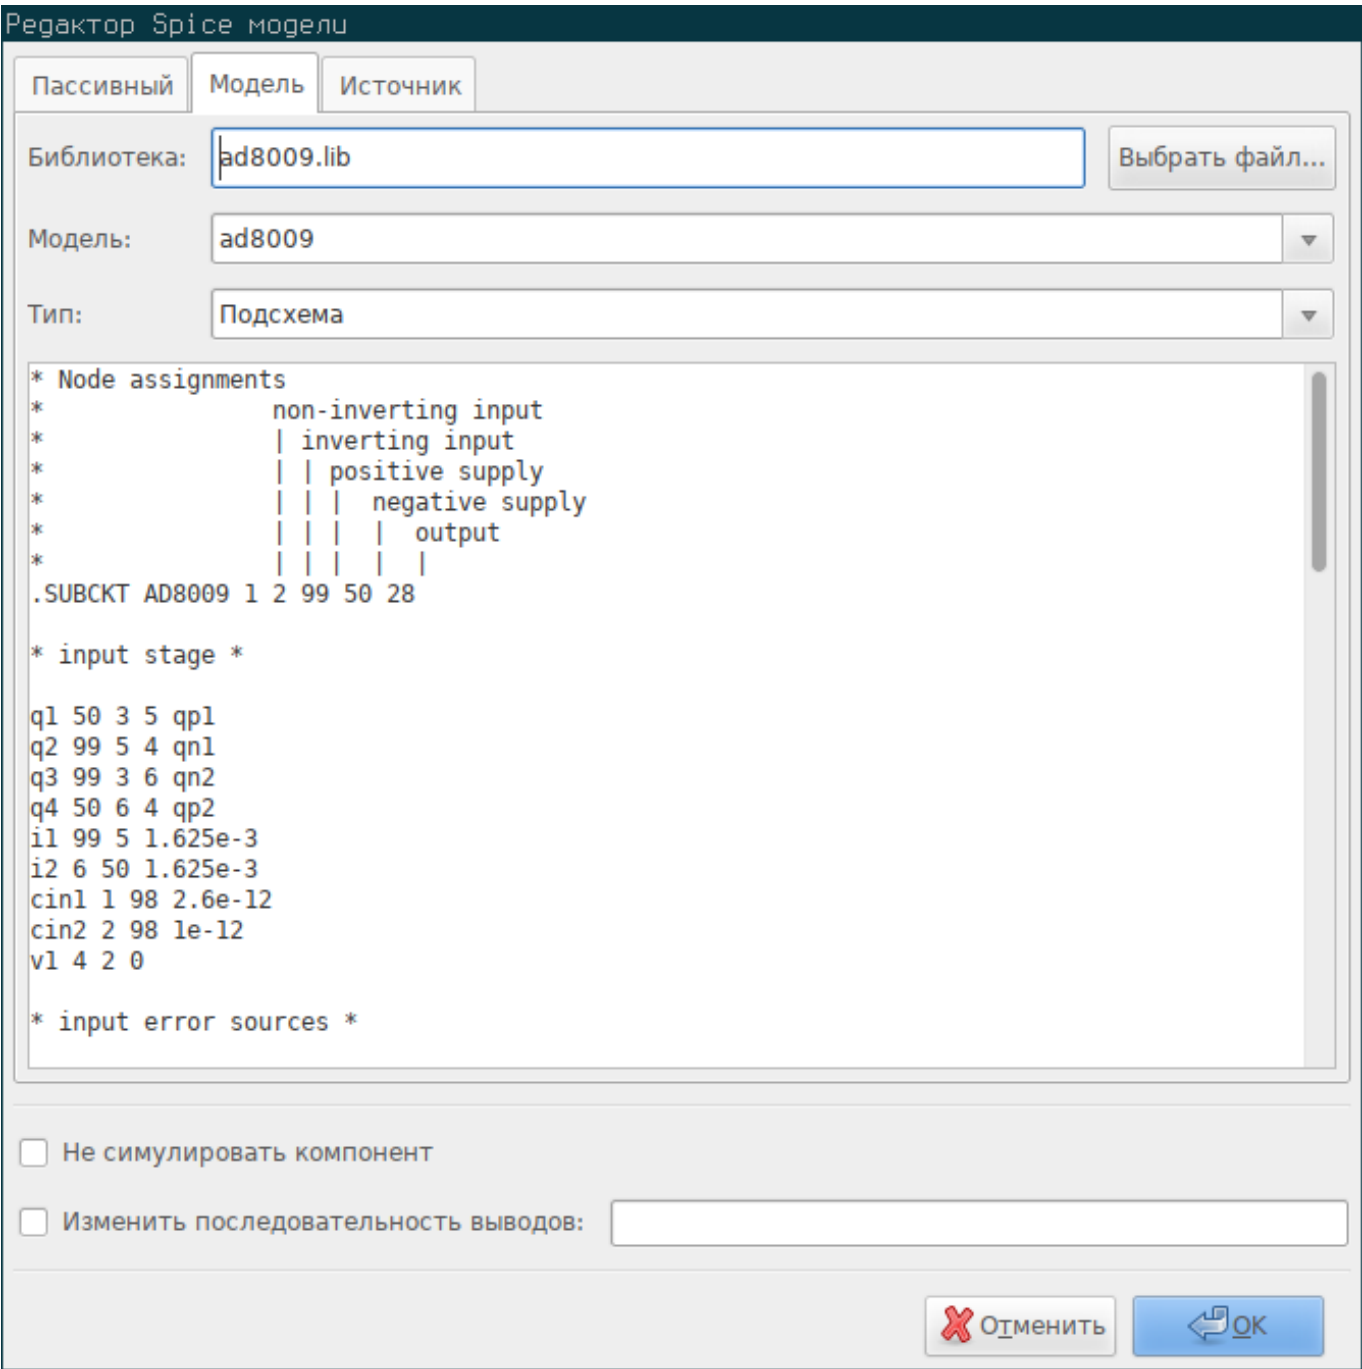 Редактор Spice модели
Пассивный Модель Источник
Библиотека: ad8009.lib Выбрать файл...
Модель: ad8009
Тип: Подсхема
* Node assignments
*                non-inverting input
*                | inverting input
*                | | positive supply
*                | | |  negative supply
*                | | |  |  output
*                | | |  |  |
.SUBCKT AD8009 1 2 99 50 28
* input stage *
q1 50 3 5 qp1
q2 99 5 4 qn1
q3 99 3 6 qn2
q4 50 6 4 qp2
i1 99 5 1.625e-3
i2 6 50 1.625e-3
cin1 1 98 2.6e-12
cin2 2 98 1e-12
v1 4 2 0
* input error sources *
Не симулировать компонент
Изменить последовательность выводов:
Отменить OK